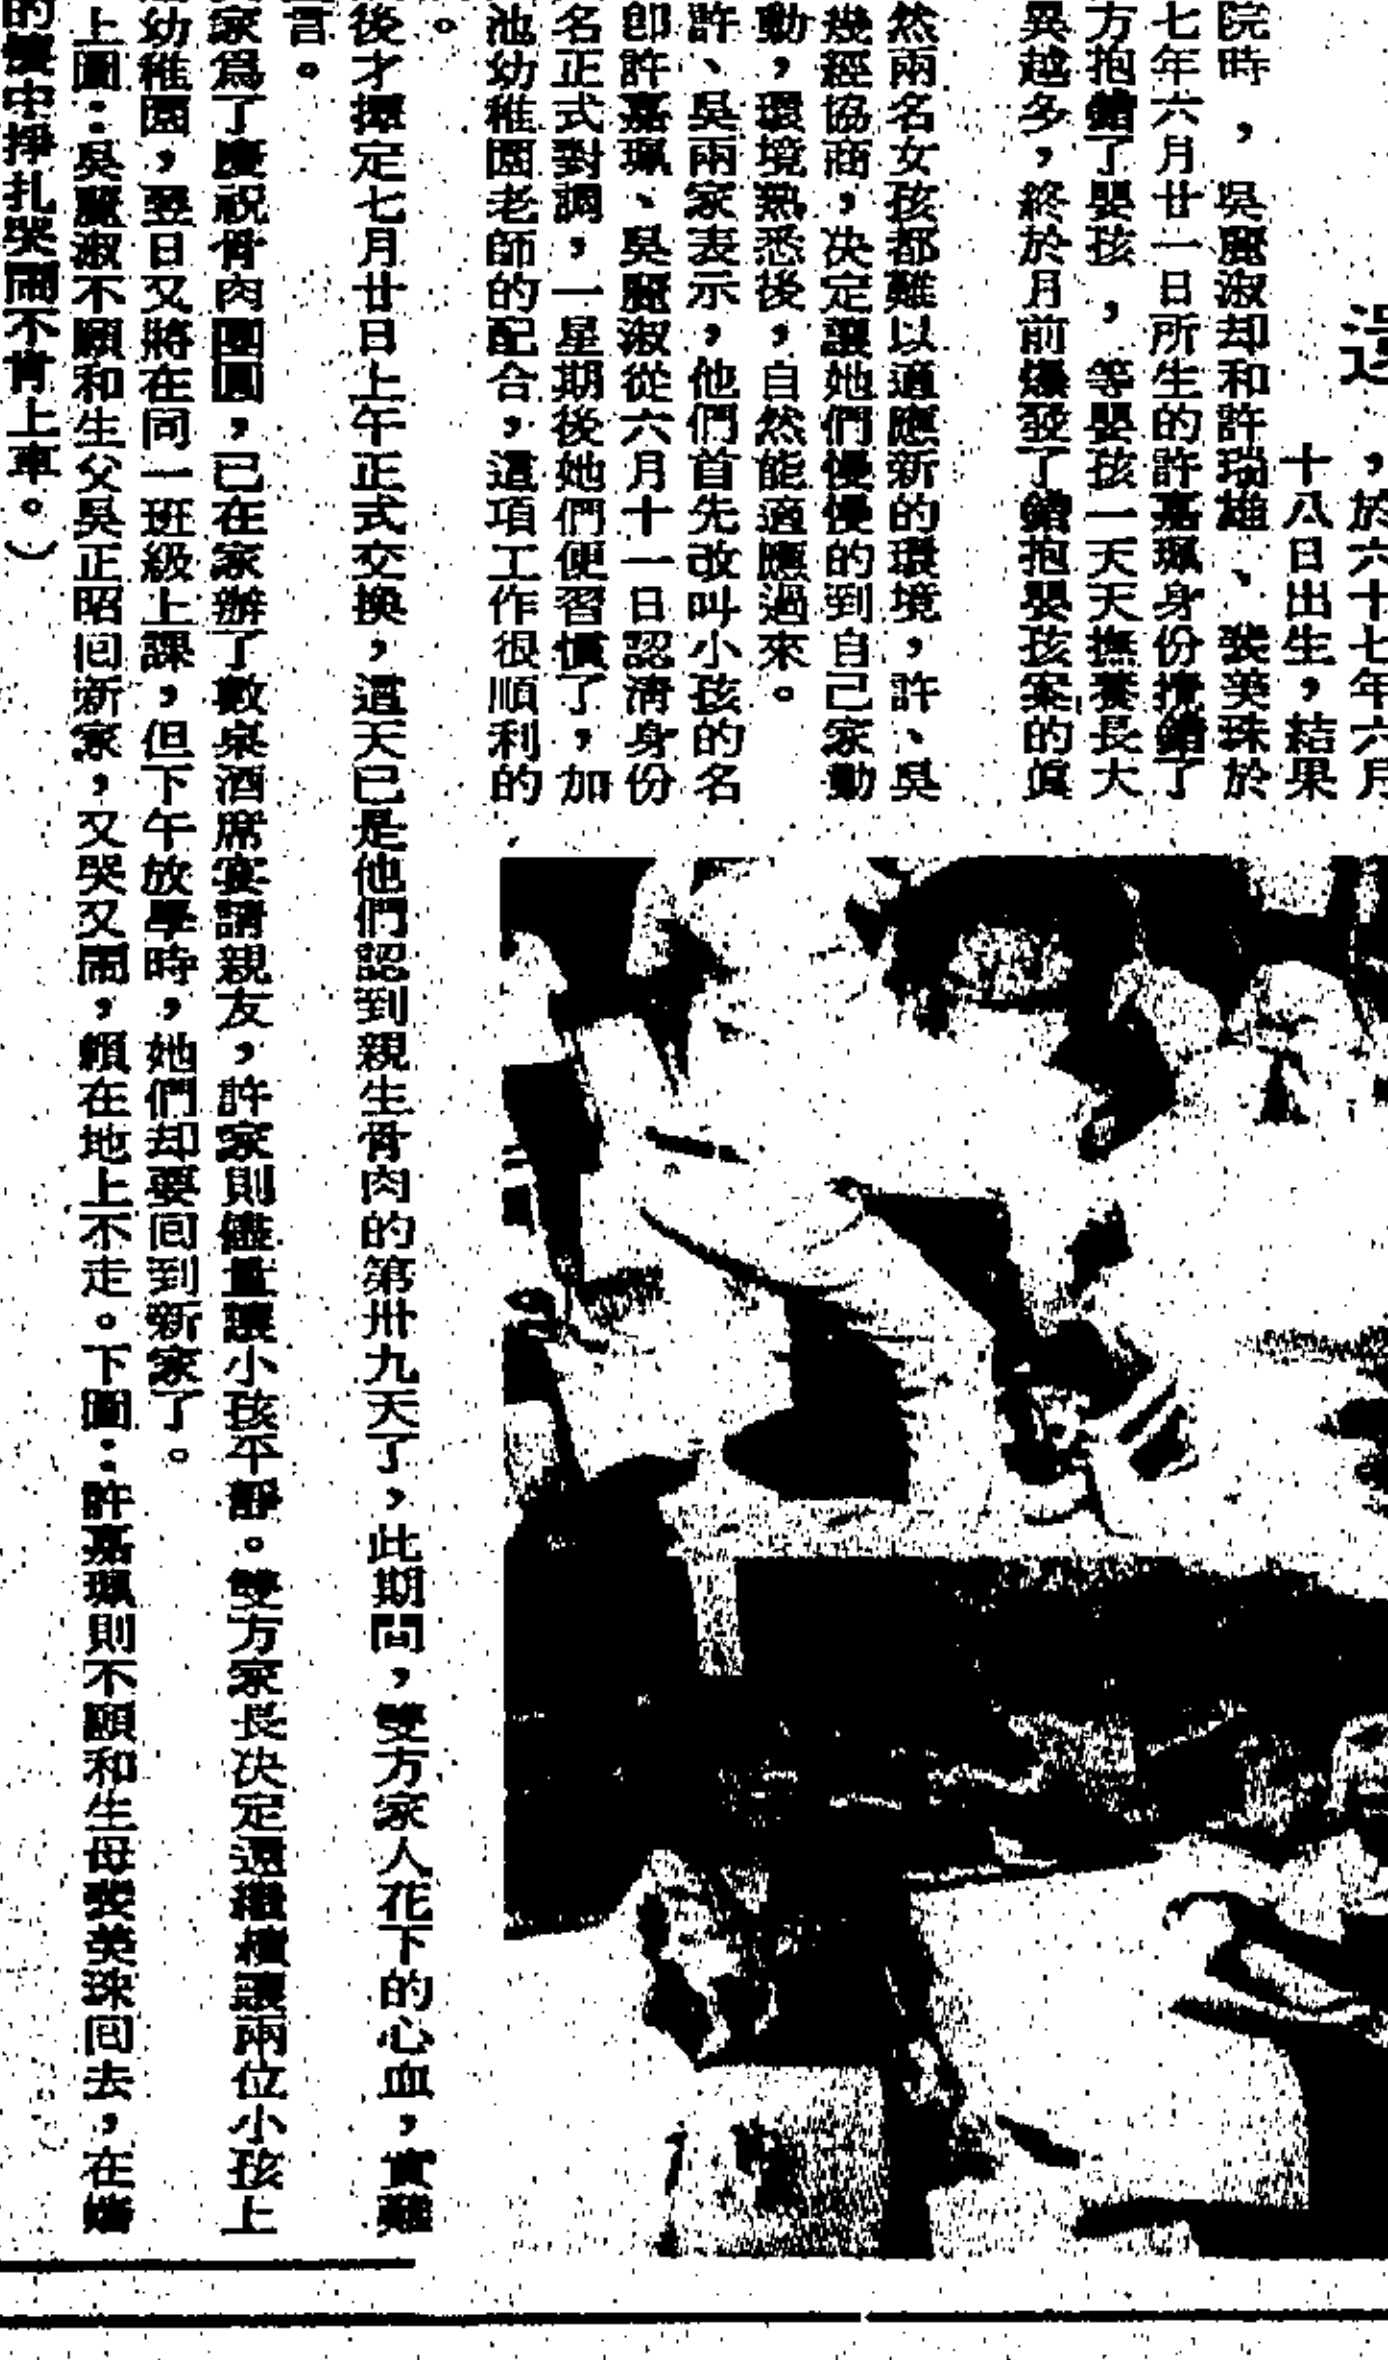 ，於六十七年六月
十八日出生，結果
院時，吳麗淑却和許瑞雄、裴美珠於
七年六月廿一日所生的許嘉珮身份擠錯了
方抱錯了嬰孩，等嬰孩一天天撫養長大
異越多，終於月前爆發了錯抱嬰孩案的眞
然兩名女孩都難以適應新的環境，許、吳
幾經協商，决定讓她們慢慢的到自己家動
動，環境熟悉後，自然能適應過來。
許、吳兩家表示，他們首先改叫小孩的名
卽許嘉珮、吳麗淑從六月十一日認淸身份
名正式對調，一星期後她們便習慣了，加
池幼稚園老師的配合，這項工作很順利的
。
後才擇定七月廿日上午正式交換，這天已是他們認到親生骨肉的第卅九天了，此期間，雙方家人花下的心血，實難
言。
家爲了慶祝骨肉團圓，已在家辦了數桌酒席宴請親友，許家則儘量讓小孩平靜。雙方家長决定還繼續讓兩位小孩上
幼稚園，翌日又將在同一班級上課，但下午放學時，她們却要回到新家了。
上圖：吳麗淑不願和生父吳正昭回新家，又哭又鬧，賴在地上不走。下圖：許嘉珮則不願和生母裴美珠回去，在嬸
的懷中掙扎哭鬧不肯上車。）